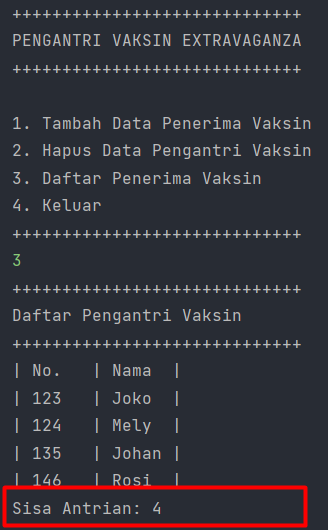 +++++++++++++++++++++++++++++
PENGANTRI VAKSIN EXTRAVAGANZA
+++++++++++++++++++++++++++++
1. Tambah Data Penerima Vaksin
2. Hapus Data Pengantri Vaksin
3. Daftar Penerima Vaksin
4. Keluar
+++++++++++++++++++++++++++++
3
+++++++++++++++++++++++++++++
Daftar Pengantri Vaksin
+++++++++++++++++++++++++++++
| No.   | Nama  |
| 123   | Joko  |
| 124   | Mely  |
| 135   | Johan |
| 146   | Rosi  |
Sisa Antrian: 4